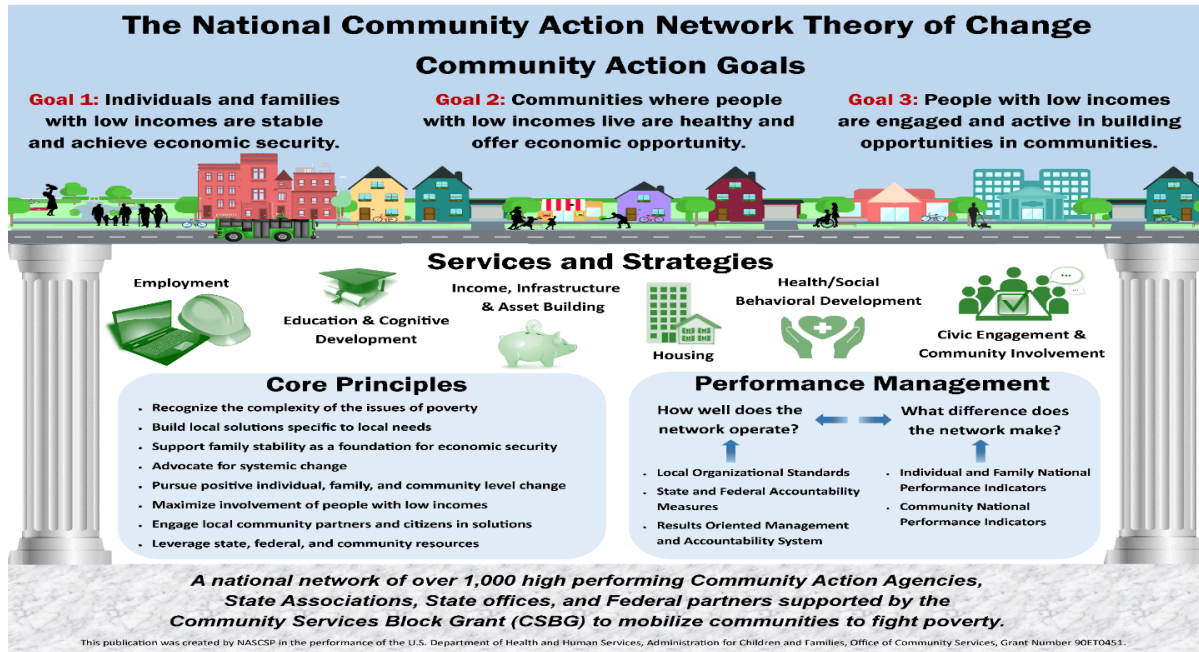 The National Community Action Network Theory of Change
Community Action Goals
Goal 1: Individuals and families
with low incomes are stable
and achieve economic security.
Goal 2: Communities where people
with low incomes live are healthy and
offer economic opportunity.
Goal 3: People with low incomes
are engaged and active in building
opportunities in communities.
Services and Strategies
Employment
Education & Cognitive
Development
Income, Infrastructure
& Asset Building
Housing
Health/Social
Behavioral Development
Civic Engagement &
Community Involvement
Core Principles
• Recognize the complexity of the issues of poverty
• Build local solutions specific to local needs
• Support family stability as a foundation for economic security
• Advocate for systemic change
• Pursue positive individual, family, and community level change
• Maximize involvement of people with low incomes
• Engage local community partners and citizens in solutions
• Leverage state, federal, and community resources
Performance Management
How well does the
network operate?
• Local Organizational Standards
• State and Federal Accountability
Measures
• Results Oriented Management
and Accountability System
What difference does
the network make?
• Individual and Family National
Performance Indicators
• Community National
Performance Indicators
A national network of over 1,000 high performing Community Action Agencies,
State Associations, State offices, and Federal partners supported by the
Community Services Block Grant (CSBG) to mobilize communities to fight poverty.
This publication was created by NASCSP in the performance of the U.S. Department of Health and Human Services, Administration for Children and Families, Office of Community Services, Grant Number 90ET0451.